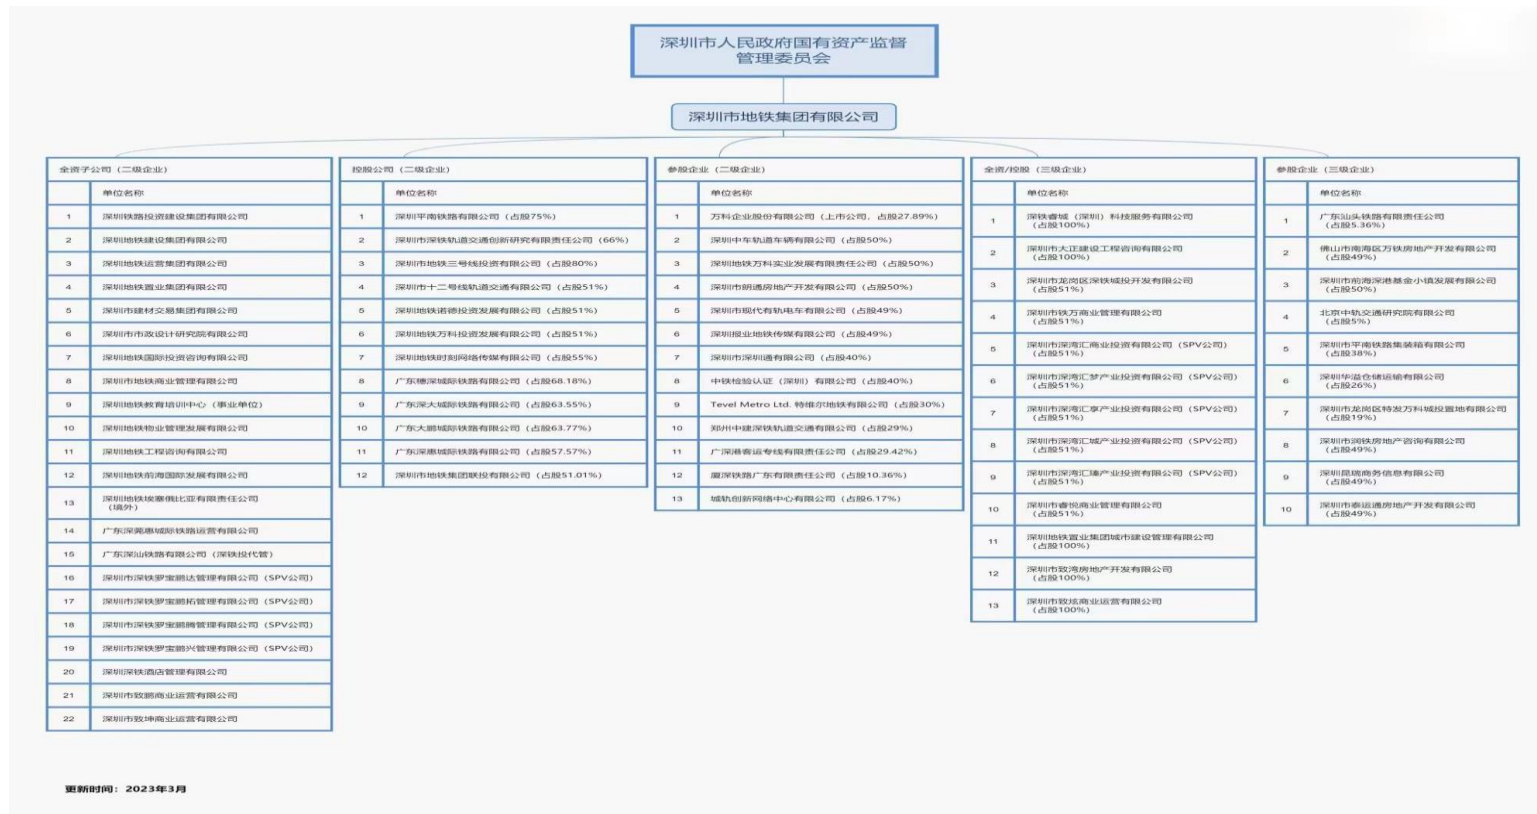 深圳市人民政府国有资产监督
管理委员会
深圳市地铁集团有限公司
全资子公司（二级企业）
单位名称
1 深圳铁路投资建设集团有限公司
2 深圳地铁建设集团有限公司
3 深圳地铁运营集团有限公司
4 深圳地铁置业集团有限公司
5 深圳市建材交易集团有限公司
6 深圳市市政设计研究院有限公司
7 深圳地铁国际投资咨询有限公司
8 深圳市地铁商业管理有限公司
9 深圳地铁教育培训中心（事业单位）
10 深圳地铁物业管理发展有限公司
11 深圳地铁工程咨询有限公司
12 深圳地铁前海国际发展有限公司
13 深圳地铁埃塞俄比亚有限责任公司
（境外）
14 广东深莞惠城际铁路运营有限公司
15 广东深汕铁路有限公司（深铁投代管）
16 深圳市深铁罗宝鹏达管理有限公司（SPV公司）
17 深圳市深铁罗宝鹏拓管理有限公司（SPV公司）
18 深圳市深铁罗宝鹏腾管理有限公司（SPV公司）
19 深圳市深铁罗宝鹏兴管理有限公司（SPV公司）
20 深圳深铁酒店管理有限公司
21 深圳市致鹏商业运营有限公司
22 深圳市致坤商业运营有限公司
控股公司（二级企业）
单位名称
1 深圳平南铁路有限公司（占股75%）
2 深圳市深铁轨道交通创新研究有限责任公司（66%）
3 深圳市地铁三号线投资有限公司（占股80%）
4 深圳市十二号线轨道交通有限公司（占股51%）
5 深圳地铁诺德投资发展有限公司（占股51%）
6 深圳地铁万科投资发展有限公司（占股51%）
7 深圳地铁时刻网络传媒有限公司（占股55%）
8 广东穗深城际铁路有限公司（占股68.18%）
9 广东深大城际铁路有限公司（占股63.55%）
10 广东大鹏城际铁路有限公司（占股63.77%）
11 广东深惠城际铁路有限公司（占股57.57%）
12 深圳市地铁集团联投有限公司（占股51.01%）
参股企业（二级企业）
单位名称
1 万科企业股份有限公司（上市公司，占股27.89%）
2 深圳中车轨道车辆有限公司（占股50%）
3 深圳地铁万科实业发展有限责任公司（占股50%）
4 深圳市朗通房地产开发有限公司（占股50%）
5 深圳市现代有轨电车有限公司（占股49%）
6 深圳报业地铁传媒有限公司（占股49%）
7 深圳市深圳通有限公司（占股40%）
8 中铁检验认证（深圳）有限公司（占股40%）
9 Tevel Metro Ltd. 特维尔地铁有限公司（占股30%）
10 郑州中建深铁轨道交通有限公司（占股29%）
11 广深港客运专线有限责任公司（占股29.42%）
12 厦深铁路广东有限责任公司（占股10.36%）
13 城轨创新网络中心有限公司（占股6.17%）
全资/控股（三级企业）
单位名称
1 深铁睿城（深圳）科技服务有限公司
（占股100%）
2 深圳市大正建设工程咨询有限公司
（占股100%）
3 深圳市龙岗区深铁城投开发有限公司
（占股51%）
4 深圳市铁万商业管理有限公司
（占股51%）
5 深圳市深湾汇商业投资有限公司（SPV公司）
（占股51%）
6 深圳市深湾汇梦产业投资有限公司（SPV公司）
（占股51%）
7 深圳市深湾汇享产业投资有限公司（SPV公司）
（占股51%）
8 深圳市深湾汇城产业投资有限公司（SPV公司）
（占股51%）
9 深圳市深湾汇臻产业投资有限公司（SPV公司）
（占股51%）
10 深圳市睿悦商业管理有限公司
（占股51%）
11 深圳地铁置业集团城市建设管理有限公司
（占股100%）
12 深圳市致湾房地产开发有限公司
（占股100%）
13 深圳市致炫商业运营有限公司
（占股100%）
参股企业（三级企业）
单位名称
1 广东汕头铁路有限责任公司
（占股5.36%）
2 佛山市南海区万铁房地产开发有限公司
（占股49%）
3 深圳市前海深港基金小镇发展有限公司
（占股50%）
4 北京中轨交通研究院有限公司
（占股5%）
5 深圳市平南铁路集装箱有限公司
（占股38%）
6 深圳华溢仓储运输有限公司
（占股26%）
7 深圳市龙岗区特发万科城投置地有限公司
（占股19%）
8 深圳市润铁房地产咨询有限公司
（占股49%）
9 深圳昆瑞商务信息有限公司
（占股49%）
10 深圳市泰运通房地产开发有限公司
（占股49%）
更新时间：2023年3月